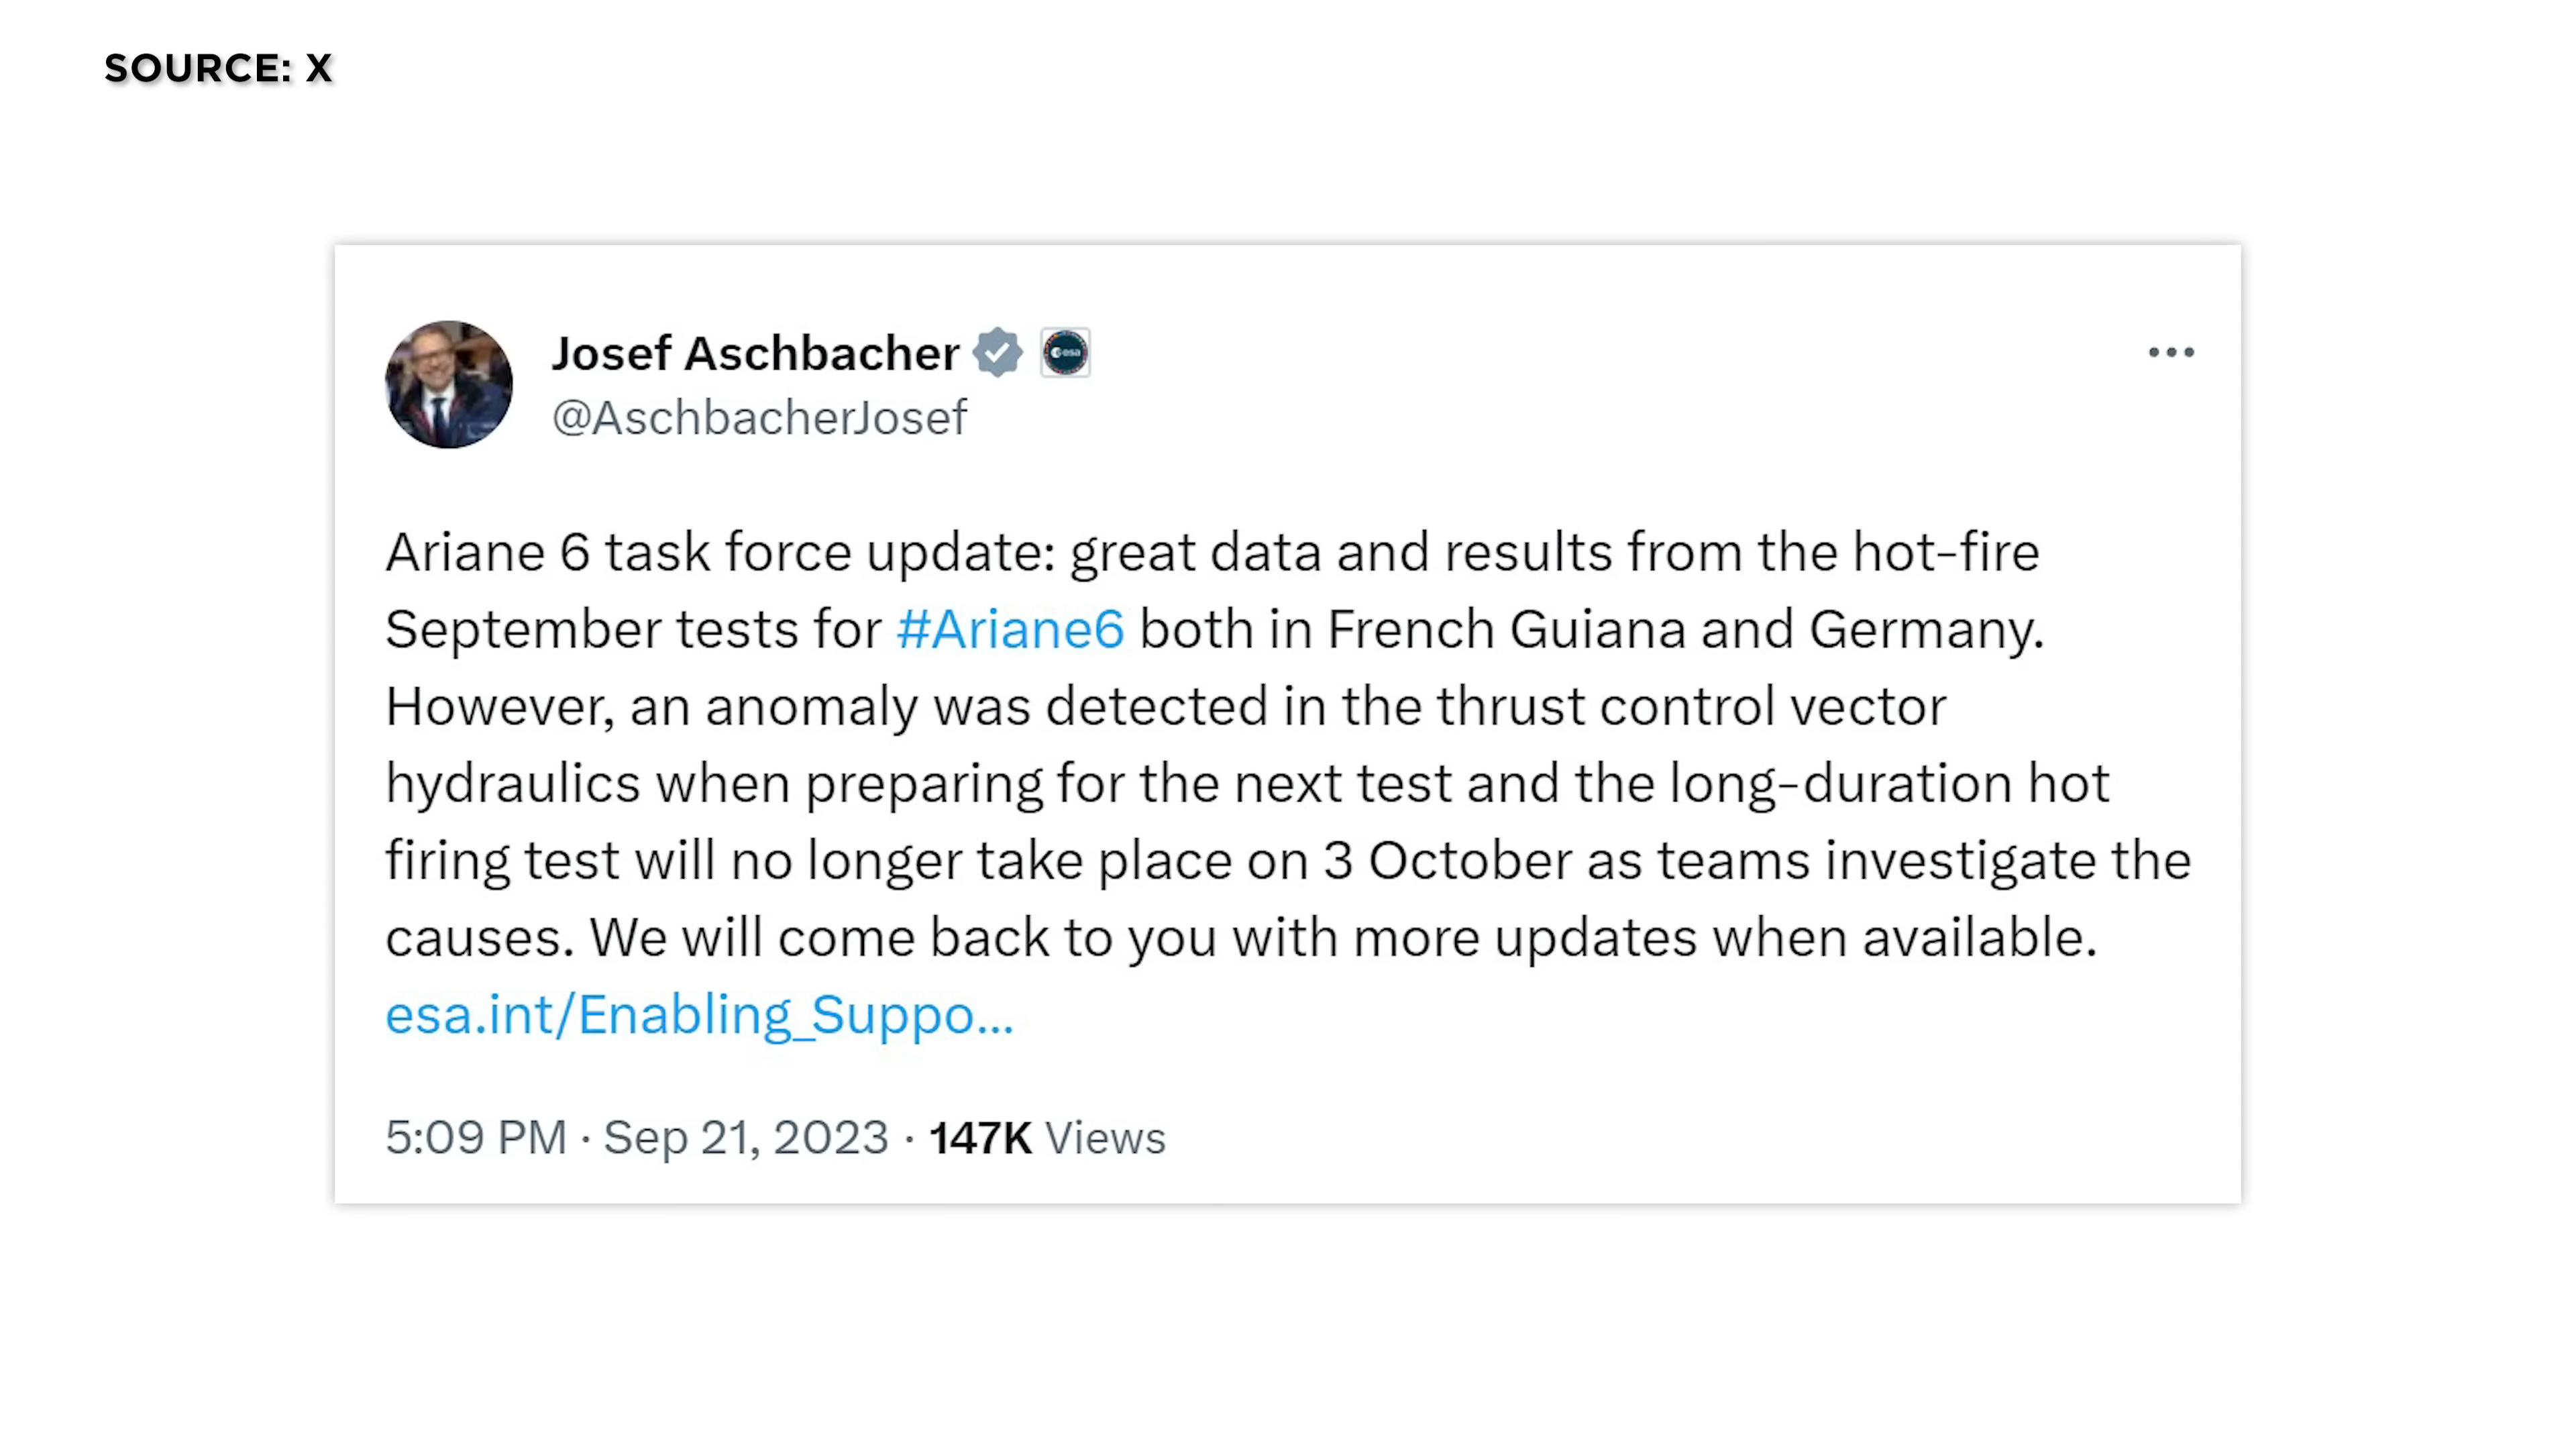 SOURCE: X
Josef Aschbacher
esa
@AschbacherJosef
Ariane 6 task force update: great data and results from the hot-fire
September tests for #Ariane6 both in French Guiana and Germany.
However, an anomaly was detected in the thrust control vector
hydraulics when preparing for the next test and the long-duration hot
firing test will no longer take place on 3 October as teams investigate the
causes. We will come back to you with more updates when available.
esa.int/Enabling_Suppo...
5:09 PM · Sep 21, 2023 · 147K Views